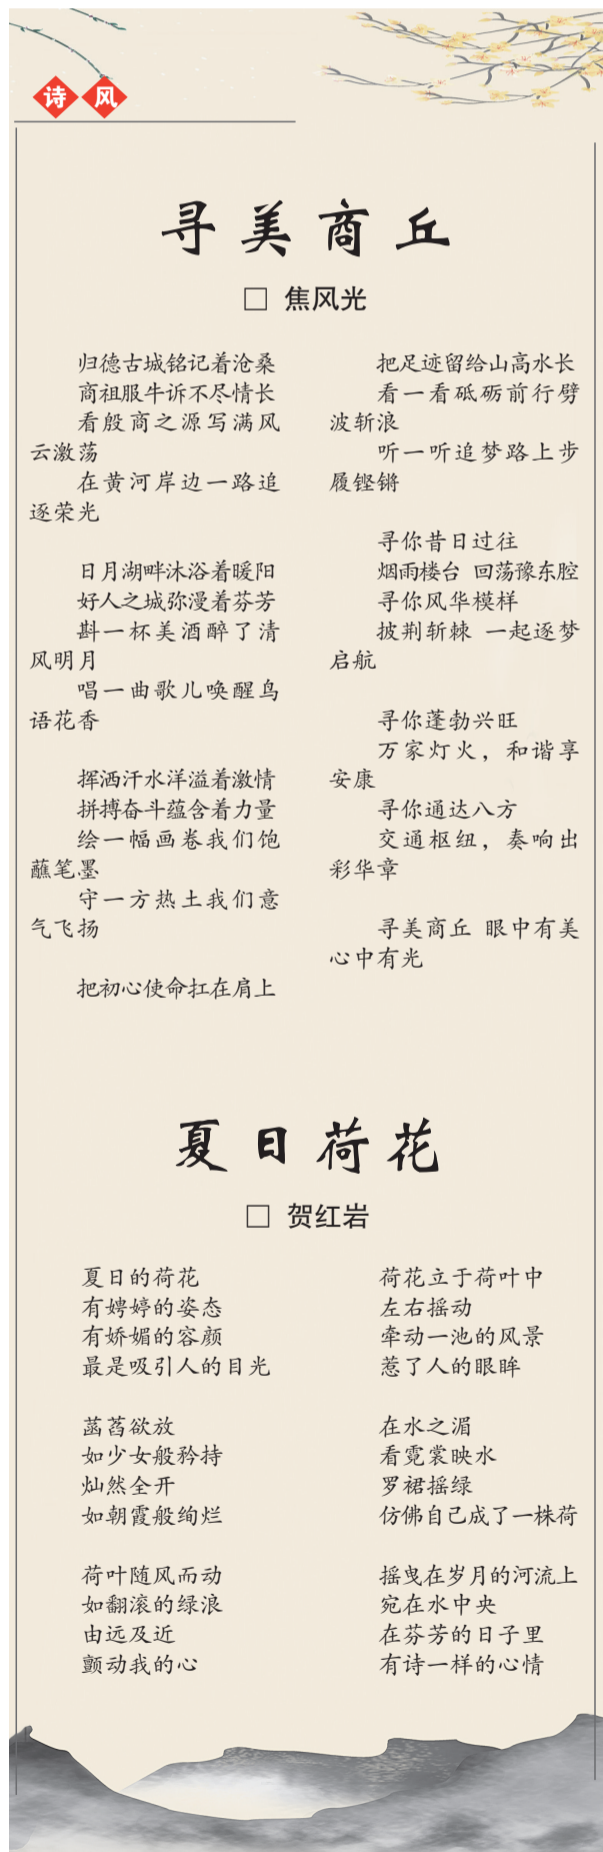 诗风
寻美商丘
□ 焦风光
归德古城铭记着沧桑
商祖服牛诉不尽情长
看殷商之源写满风
云激荡
在黄河岸边一路追
逐荣光
日月湖畔沐浴着暖阳
好人之城弥漫着芬芳
斟一杯美酒醉了清
风明月
唱一曲歌儿唤醒鸟
语花香
挥洒汗水洋溢着激情
拼搏奋斗蕴含着力量
绘一幅画卷我们饱
蘸笔墨
守一方热土我们意
气飞扬
把初心使命扛在肩上
把足迹留给山高水长
看一看砥砺前行劈
波斩浪
听一听追梦路上步
履铿锵
寻你昔日过往
烟雨楼台 回荡豫东腔
寻你风华模样
披荆斩棘 一起逐梦
启航
寻你蓬勃兴旺
万家灯火，和谐享
安康
寻你通达八方
交通枢纽，奏响出
彩华章
寻美商丘 眼中有美
心中有光
夏日荷花
□ 贺红岩
夏日的荷花
有娉婷的姿态
有娇媚的容颜
最是吸引人的目光
菡萏欲放
如少女般矜持
灿然全开
如朝霞般绚烂
荷叶随风而动
如翻滚的绿浪
由远及近
颤动我的心
荷花立于荷叶中
左右摇动
牵动一池的风景
惹了人的眼眸
在水之湄
看霓裳映水
罗裙摇绿
仿佛自己成了一株荷
摇曳在岁月的河流上
宛在水中央
在芬芳的日子里
有诗一样的心情